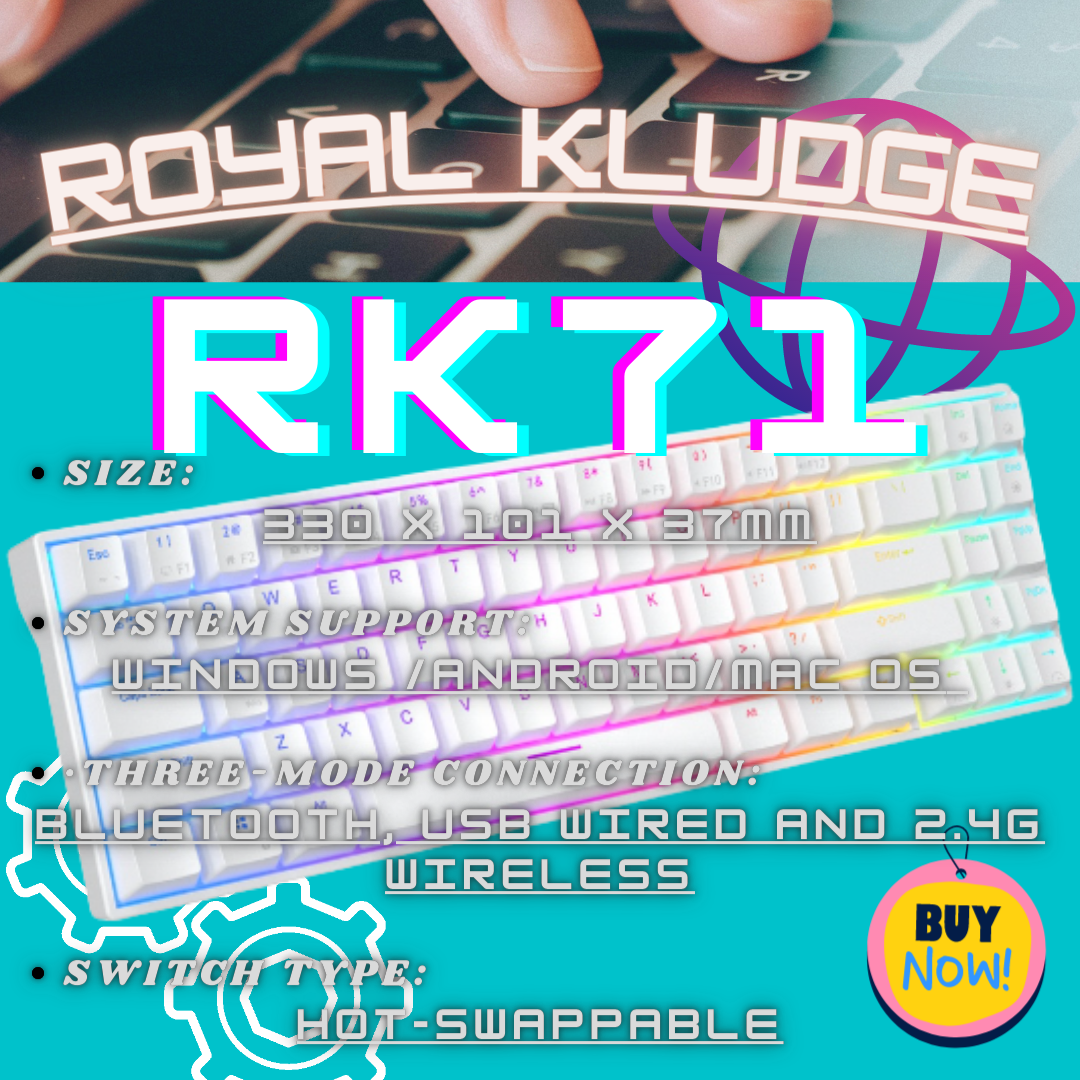 ROYAL KLUDGE
RK71
• SIZE:
330 X 101 X 37MM
• SYSTEM SUPPORT:
WINDOWS /ANDROID/MAC OS
• ·THREE-MODE CONNECTION:
BLUETOOTH, USB WIRED AND 2.4G
WIRELESS
• SWITCH TYPE:
HOT-SWAPPABLE
BUY
NOW!